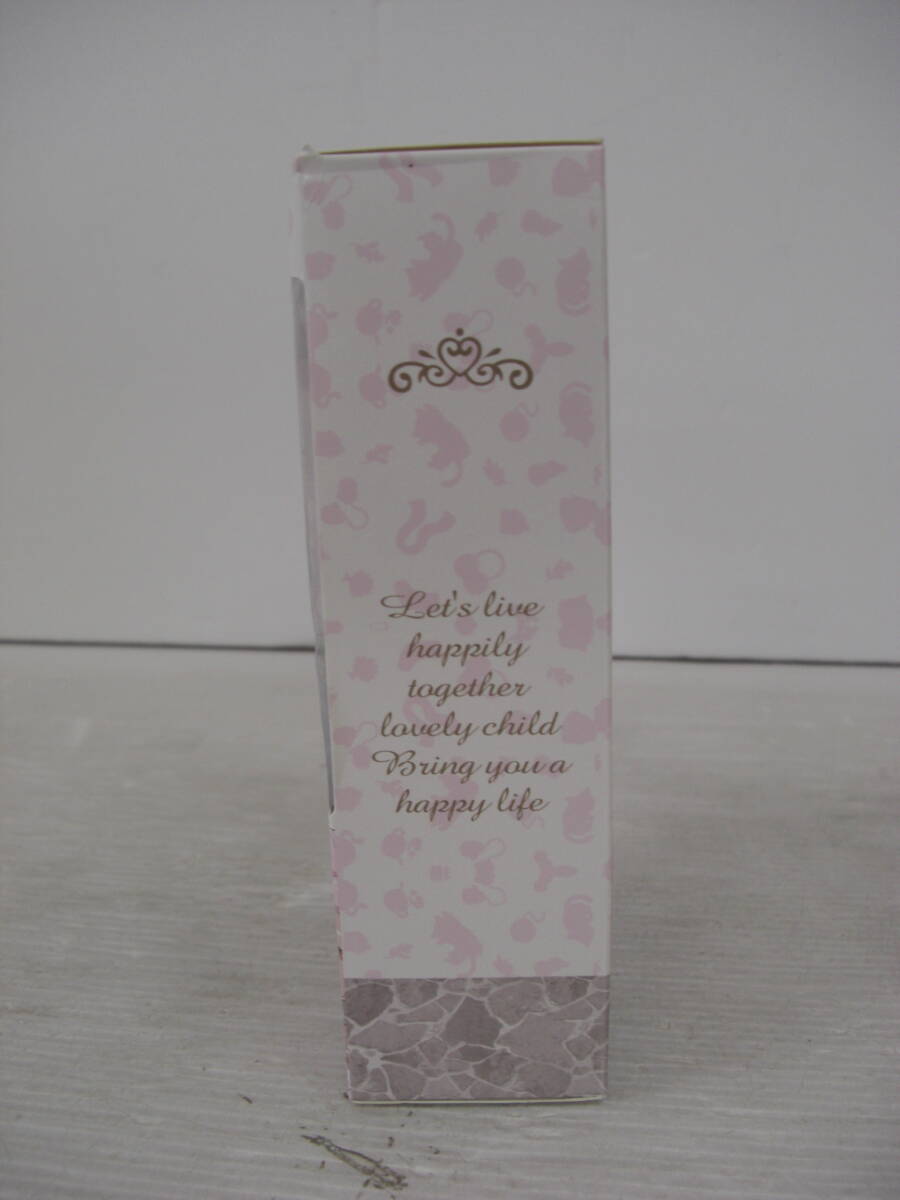 Let's live
happily
together
lovely child
Bring you a
happy life